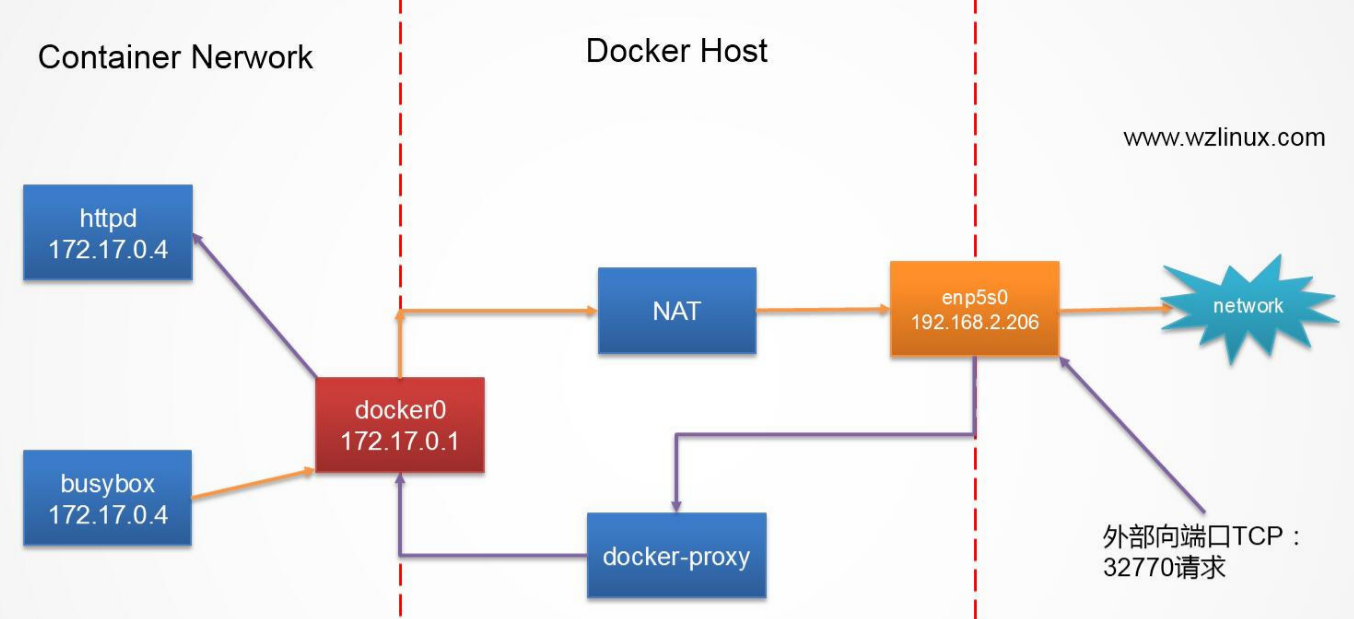 Container Nerwork
Docker Host
www.wzlinux.com
httpd
172.17.0.4
NAT
enp5s0
192.168.2.206
network
docker0
172.17.0.1
busybox
172.17.0.4
docker-proxy
外部向端口TCP：
32770请求